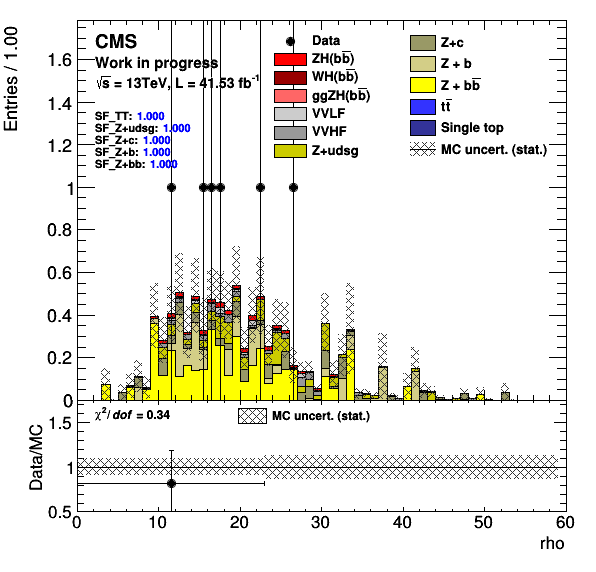 CMS
Work in progress
√s = 13TeV, L = 41.53 fb⁻¹
SF_TT: 1.000
SF_Z+udsg: 1.000
SF_Z+c: 1.000
SF_Z+b: 1.000
SF_Z+bb: 1.000
Data
ZH(bb̅)
WH(bb̅)
ggZH(bb̅)
VVLF
VVHF
Z+udsg
Z+c
Z + b
Z + bb̅
tt̅
Single top
MC uncert. (stat.)
Entries / 1.00
1.6
1.4
1.2
1
0.8
0.6
0.4
0.2
0
χ²/dof = 0.34
MC uncert. (stat.)
Data/MC
1.5
1
0.5
0 10 20 30 40 50 60
rho